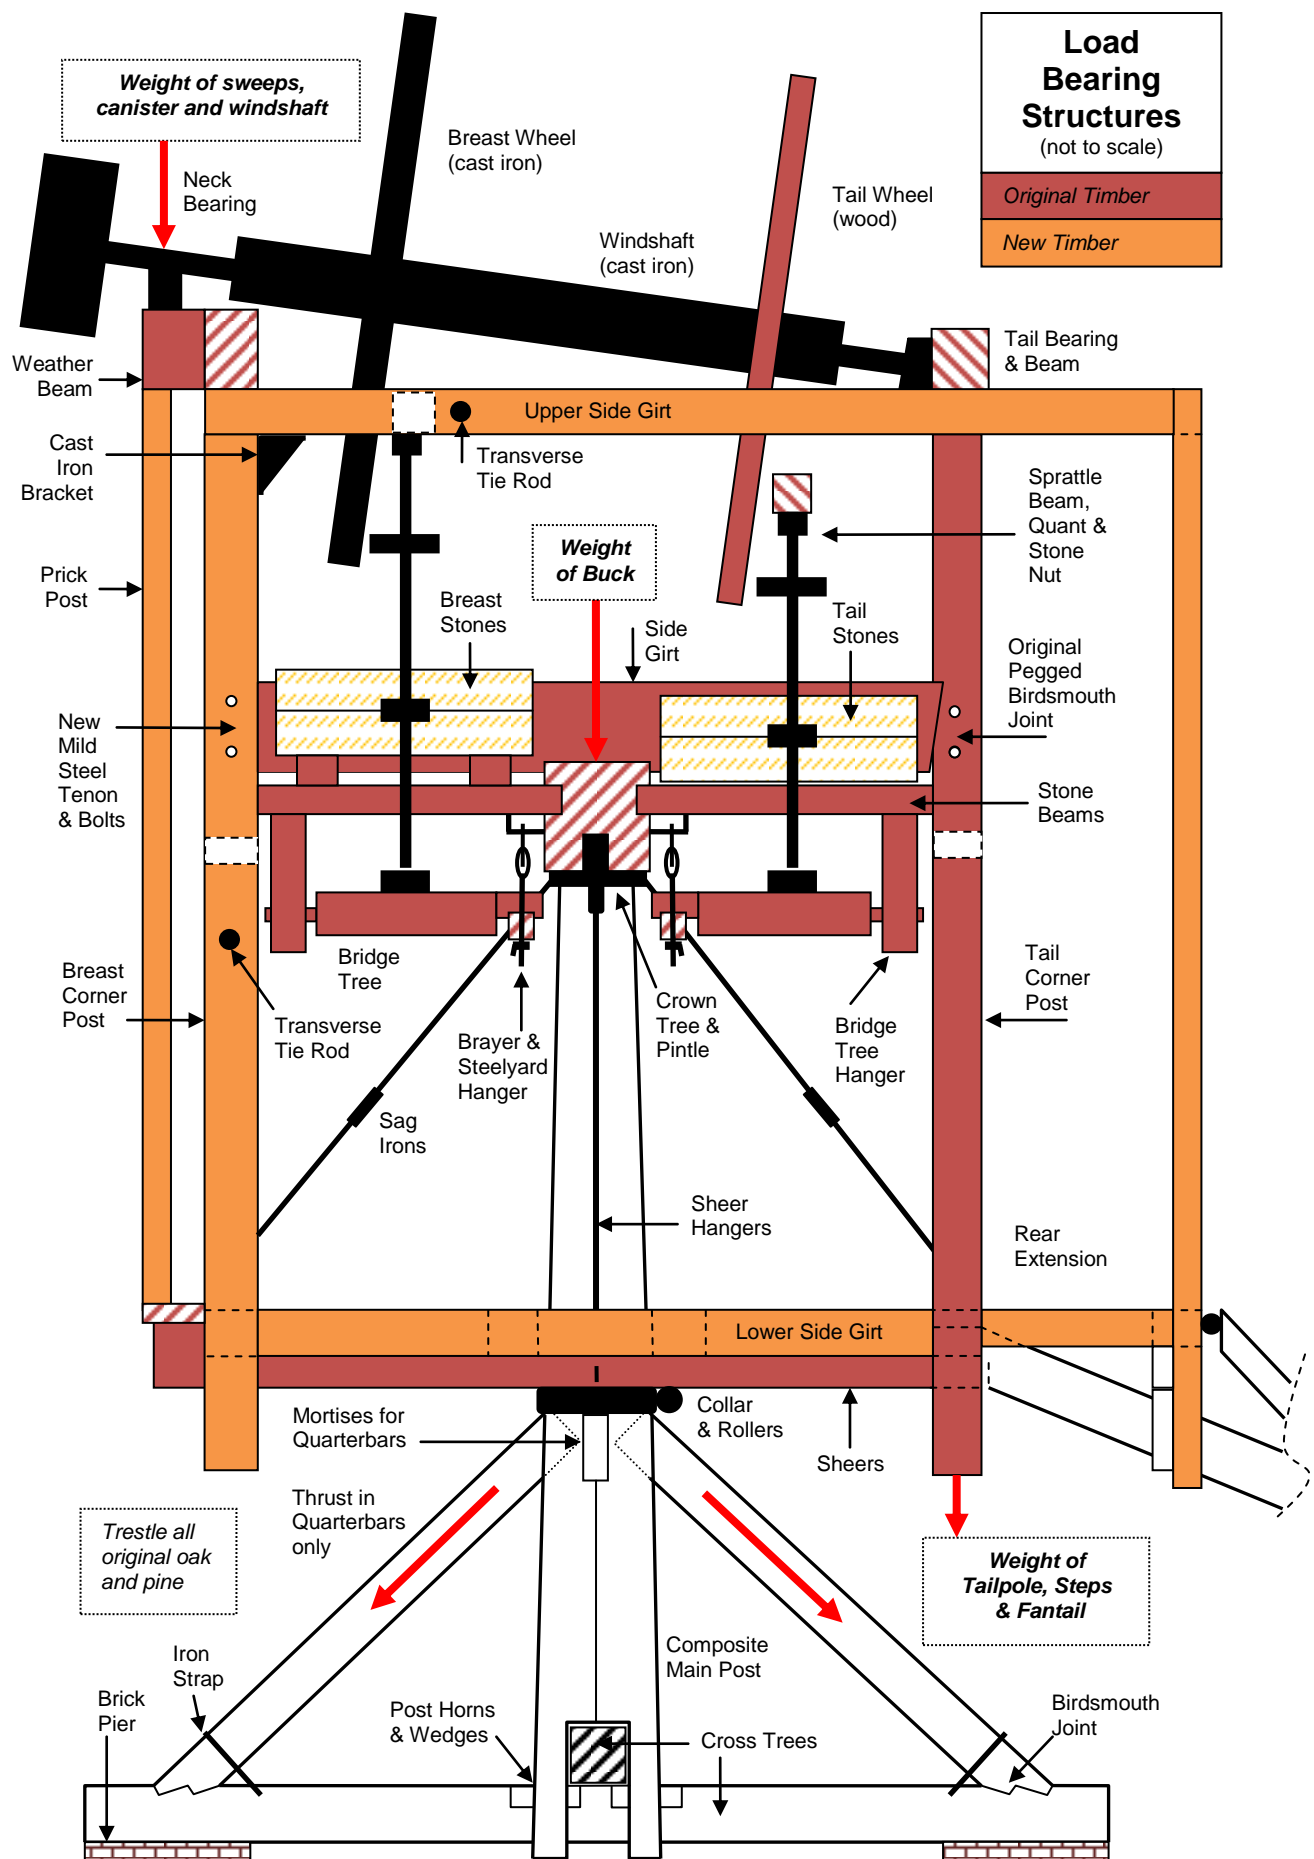 Load
Bearing
Structures
(not to scale)
Original Timber
New Timber
Weight of sweeps,
canister and windshaft
Neck
Bearing
Breast Wheel
(cast iron)
Windshaft
(cast iron)
Tail Wheel
(wood)
Tail Bearing
& Beam
Weather
Beam
Upper Side Girt
Cast
Iron
Bracket
Transverse
Tie Rod
Sprattle
Beam,
Quant &
Stone
Nut
Weight
of Buck
Prick
Post
Breast
Stones
Side
Girt
Tail
Stones
Original
Pegged
Birdsmouth
Joint
New
Mild
Steel
Tenon
& Bolts
Stone
Beams
Bridge
Tree
Breast
Corner
Post
Transverse
Tie Rod
Brayer &
Steelyard
Hanger
Crown
Tree &
Pintle
Bridge
Tree
Hanger
Tail
Corner
Post
Sag
Irons
Sheer
Hangers
Rear
Extension
Lower Side Girt
Mortises for
Quarterbars
Collar
& Rollers
Sheers
Thrust in
Quarterbars
only
Trestle all
original oak
and pine
Weight of
Tailpole, Steps
& Fantail
Iron
Strap
Composite
Main Post
Brick
Pier
Post Horns
& Wedges
Cross Trees
Birdsmouth
Joint